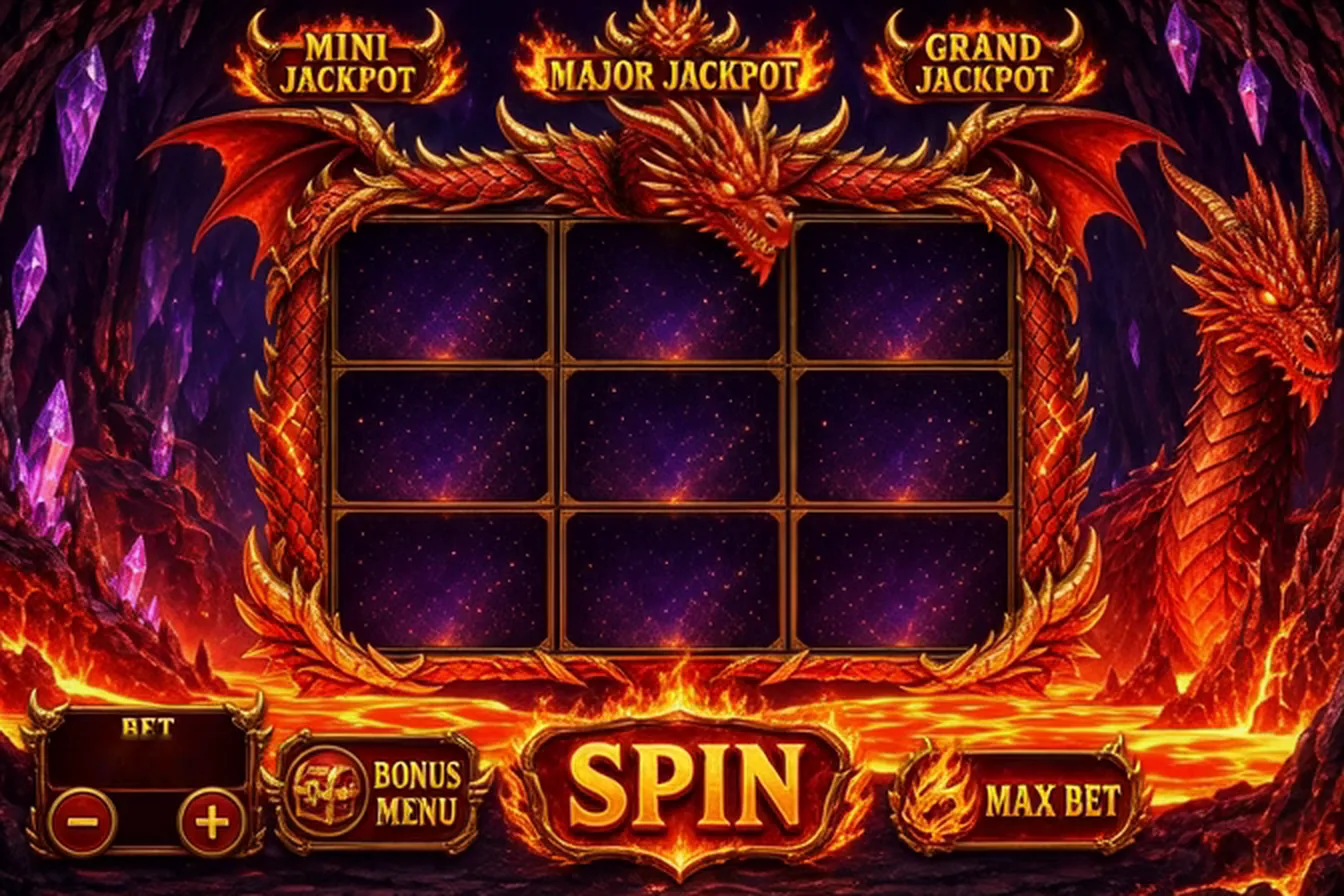 MINI
JACKPOT
MAJOR JACKPOT
GRAND
JACKPOT
BET
BONUS
MENU
SPIN
MAX BET